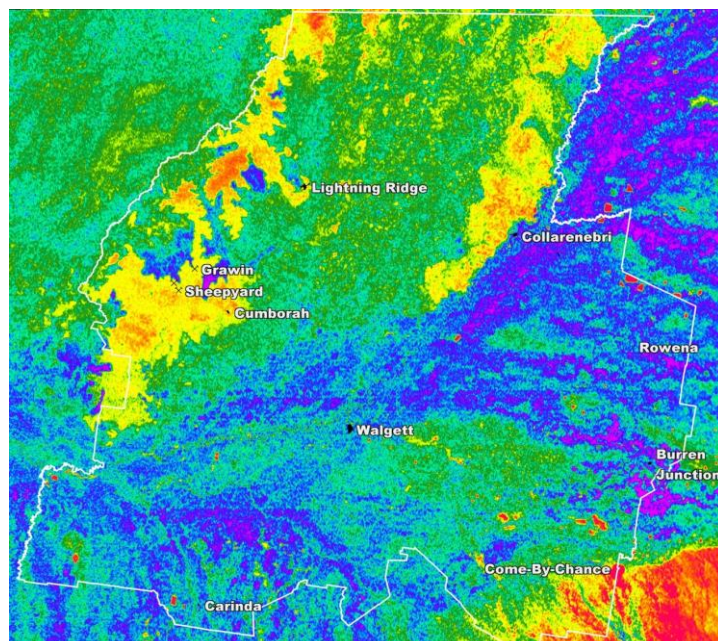 Lightning Ridge
Collarenebri
Grawin
Sheepyard
Cumborah
Rowena
Walgett
Burren
Junction
Come-By-Chance
Carinda